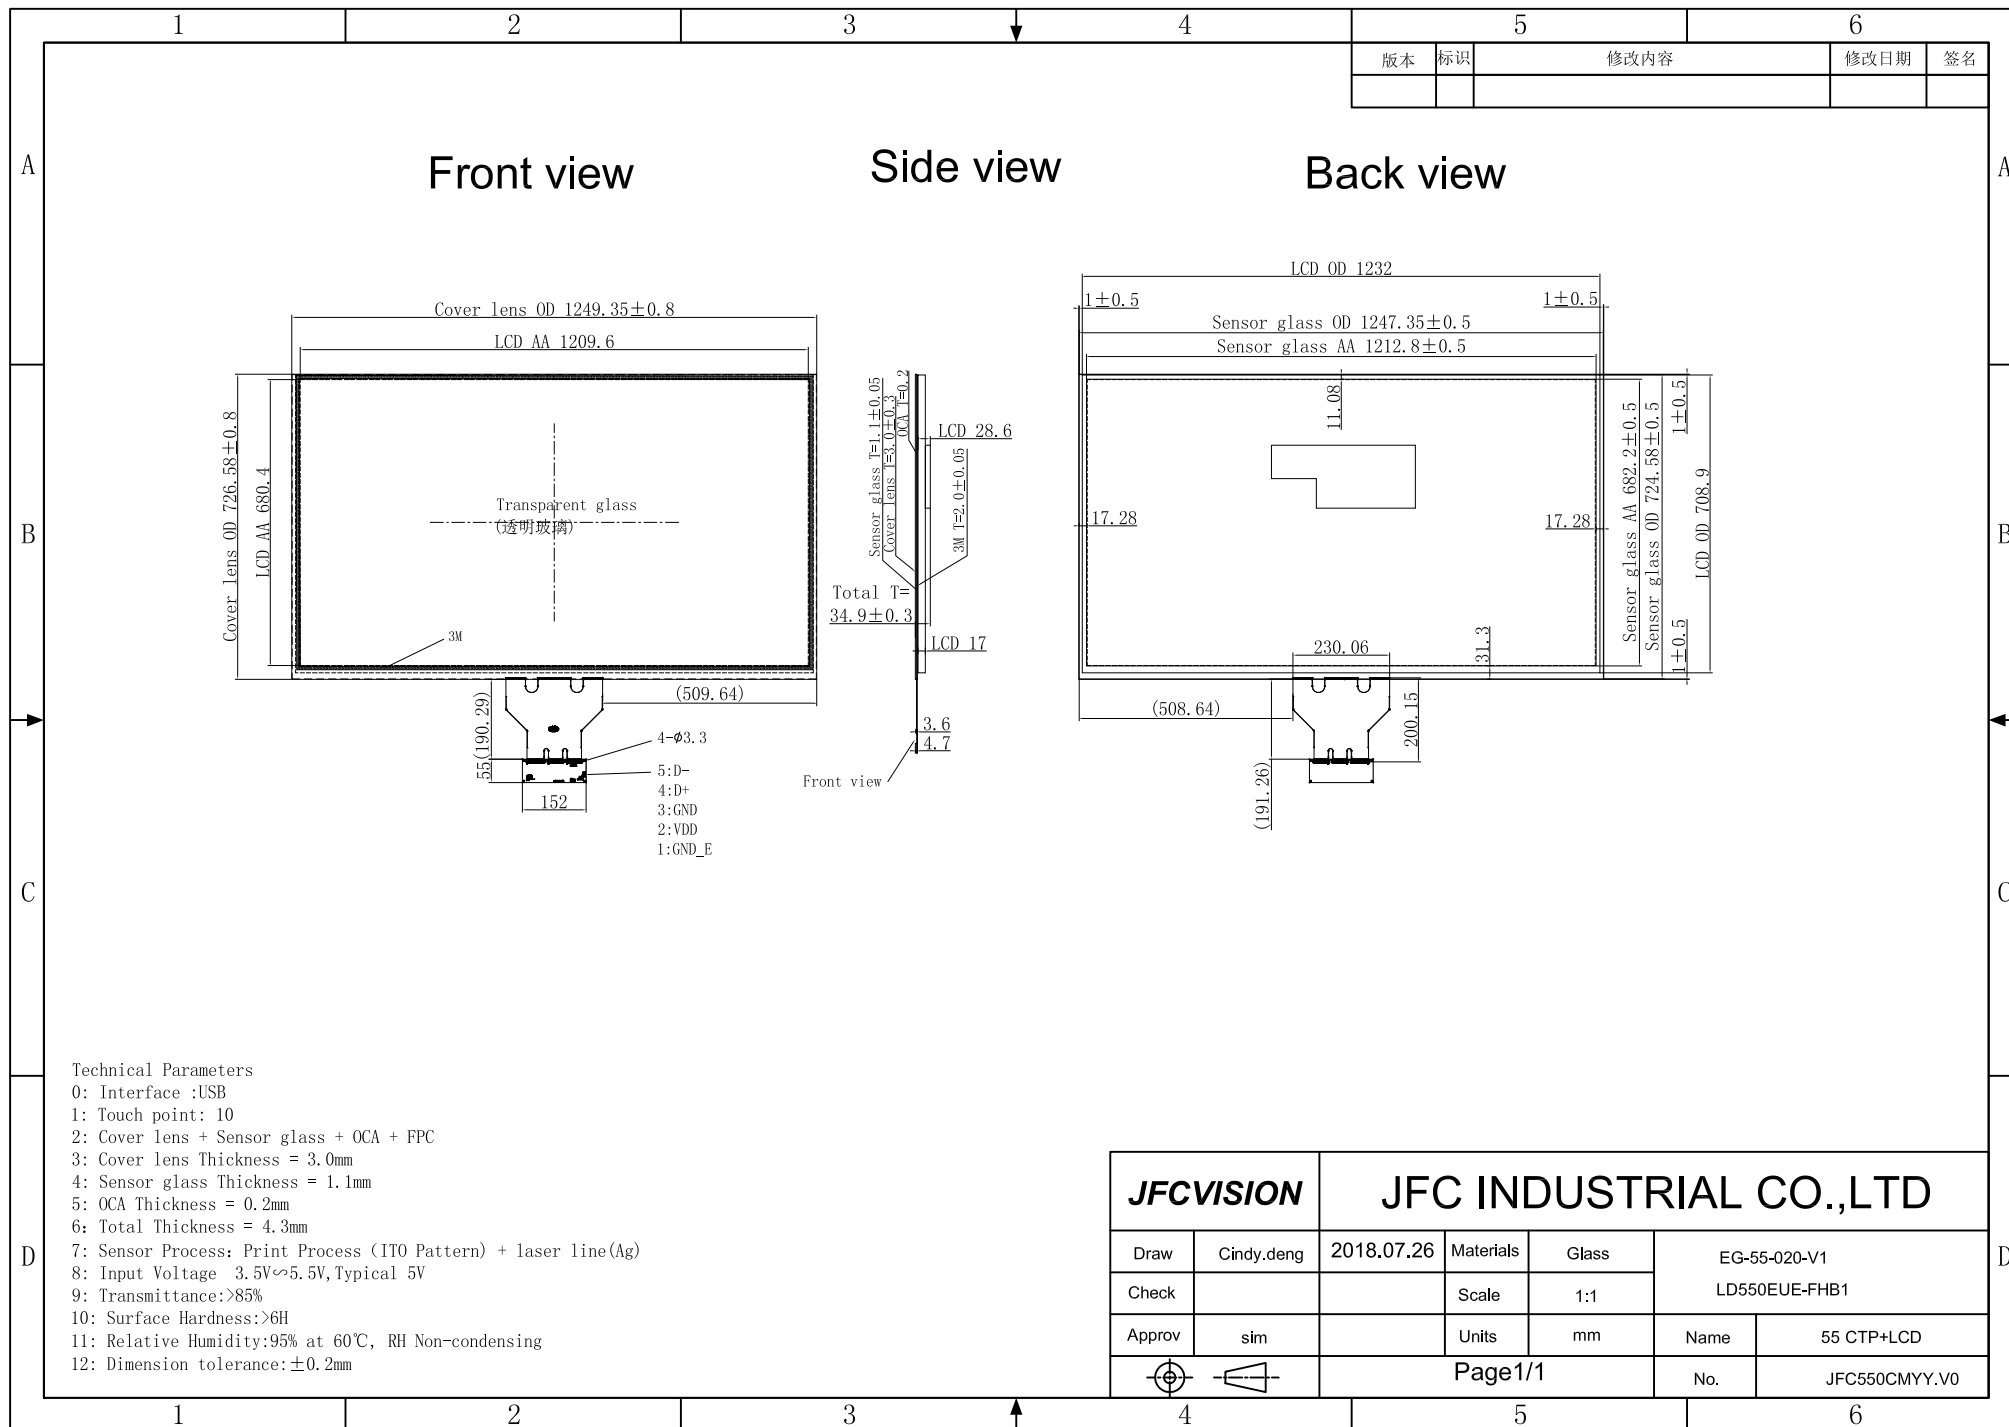 1 2 3 4 5 6
版本 标识 修改内容 修改日期 签名
A A
Front view
Side view
Back view
Cover lens OD 1249.35±0.8
LCD AA 1209.6
Cover lens OD 726.58±0.8
LCD AA 680.4
Transparent glass
(透明玻璃)
3M
(509.64)
(190.29)
55
152
4-ϕ3.3
5:D-
4:D+
3:GND
2:VDD
1:GND_E
Sensor glass T=1.1±0.05
Cover lens T=3.0±0.3
OCA T=0.2
LCD 28.6
3M T=2.0±0.05
Total T=
34.9±0.3
LCD 17
3.6
4.7
Front view
LCD OD 1232
1±0.5
1±0.5
Sensor glass OD 1247.35±0.5
Sensor glass AA 1212.8±0.5
11.08
17.28
17.28
Sensor glass AA 682.2±0.5
Sensor glass OD 724.58±0.5
1±0.5
LCD OD 708.9
1±0.5
31.3
230.06
(508.64)
200.15
(191.26)
B B
C C
D D
Technical Parameters
0: Interface :USB
1: Touch point: 10
2: Cover lens + Sensor glass + OCA + FPC
3: Cover lens Thickness = 3.0mm
4: Sensor glass Thickness = 1.1mm
5: OCA Thickness = 0.2mm
6: Total Thickness = 4.3mm
7: Sensor Process: Print Process (ITO Pattern) + laser line(Ag)
8: Input Voltage 3.5V∽5.5V,Typical 5V
9: Transmittance:>85%
10: Surface Hardness:>6H
11: Relative Humidity:95% at 60℃, RH Non-condensing
12: Dimension tolerance:±0.2mm
JFCVISION JFC INDUSTRIAL CO.,LTD
Draw Cindy.deng 2018.07.26 Materials Glass EG-55-020-V1
Check Scale 1:1 LD550EUE-FHB1
Approv sim Units mm Name 55 CTP+LCD
Page1/1 No. JFC550CMYY.V0
1 2 3 4 5 6